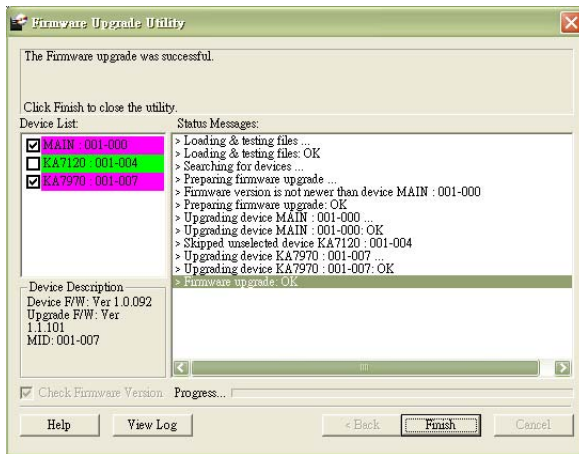 Firmware Upgrade Utility
The Firmware upgrade was successful.
Click Finish to close the utility.
Device List:
MAIN : 001-000
KA7120 : 001-004
KA7970 : 001-007
Status Messages:
> Loading & testing files ...
> Loading & testing files: OK
> Searching for devices ...
> Preparing firmware upgrade ...
> Firmware version is not newer than device MAIN : 001-000
> Preparing firmware upgrade: OK
> Upgrading device MAIN : 001-000 ...
> Upgrading device MAIN : 001-000: OK
> Skipped unselected device KA7120 : 001-004
> Upgrading device KA7970 : 001-007 ...
> Upgrading device KA7970 : 001-007: OK
> Firmware upgrade: OK
Device Description
Device F/W: Ver 1.0.092
Upgrade F/W: Ver
1.1.101
MID: 001-007
Check Firmware Version
Progress...
Help
View Log
< Back
Finish
Cancel